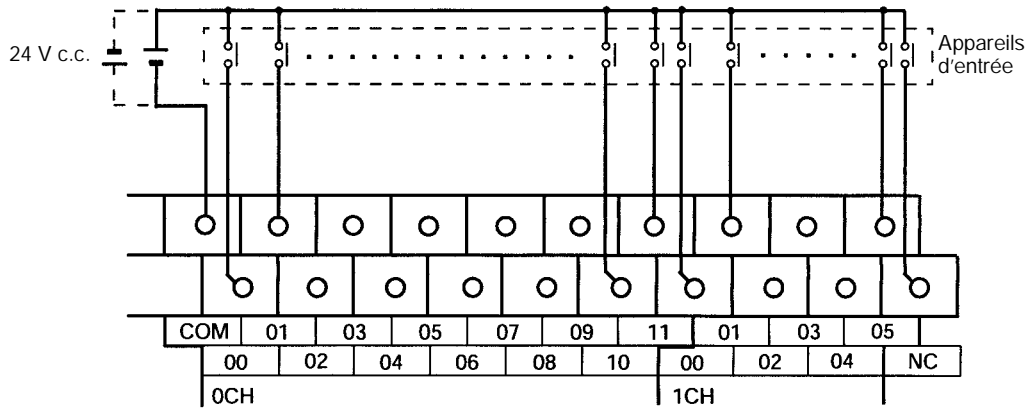 24 V c.c.
Appareils
d'entrée
COM 01 03 05 07 09 11 01 03 05
00 02 04 06 08 10 00 02 04 NC
0CH 1CH